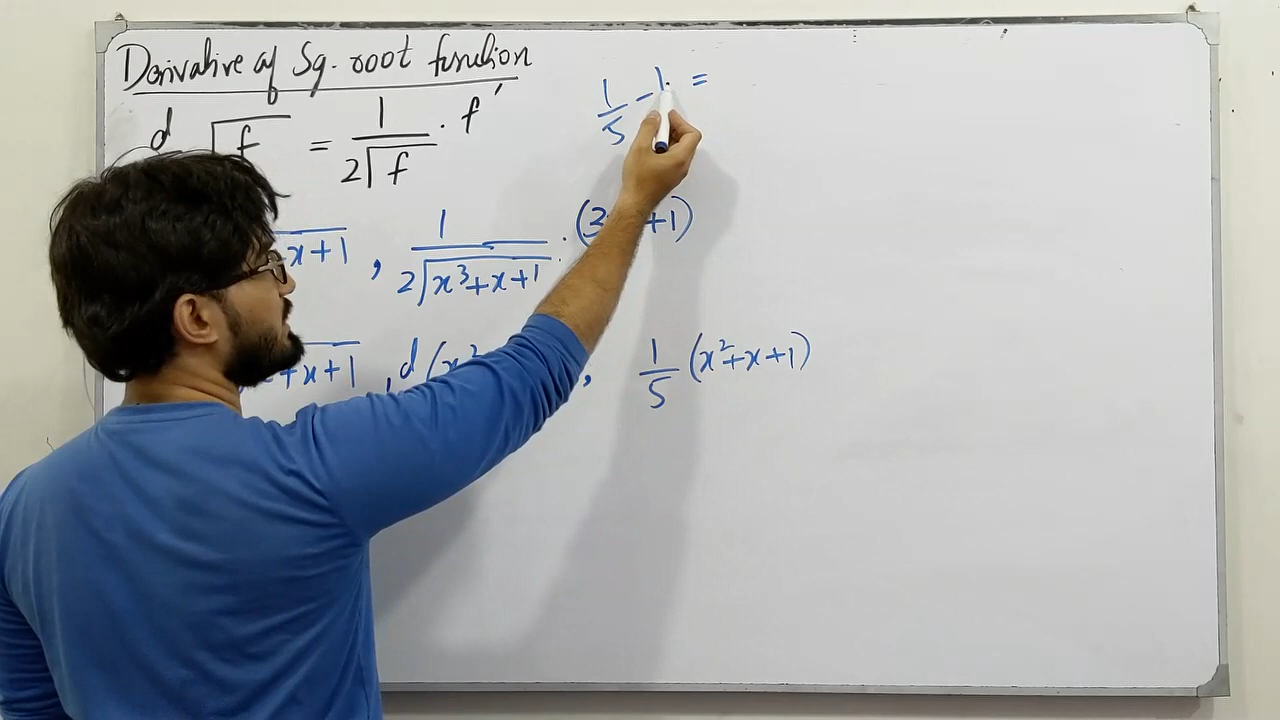 Derivative of Sq. root function
d √f = 1/(2√f) · f′
1/5 - 1 =
x+1 , 1/(2√(x³+x+1)) · (3 +1)
+x+1 , d (x² , 1/5 (x²+x+1)